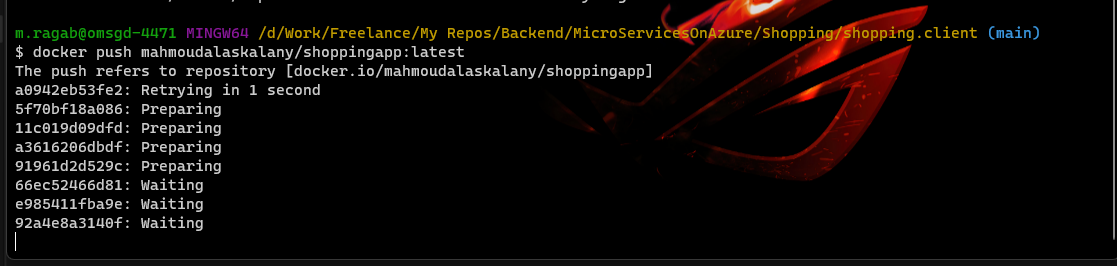 m.ragab@omsgd-4471 MINGW64 /d/Work/Freelance/My Repos/Backend/MicroServicesOnAzure/Shopping/shopping.client (main)
$ docker push mahmoudalaskalany/shoppingapp:latest
The push refers to repository [docker.io/mahmoudalaskalany/shoppingapp]
a0942eb53fe2: Retrying in 1 second
5f70bf18a086: Preparing
11c019d09dfd: Preparing
a3616206dbdf: Preparing
91961d2d529c: Preparing
66ec52466d81: Waiting
e985411fba9e: Waiting
92a4e8a3140f: Waiting